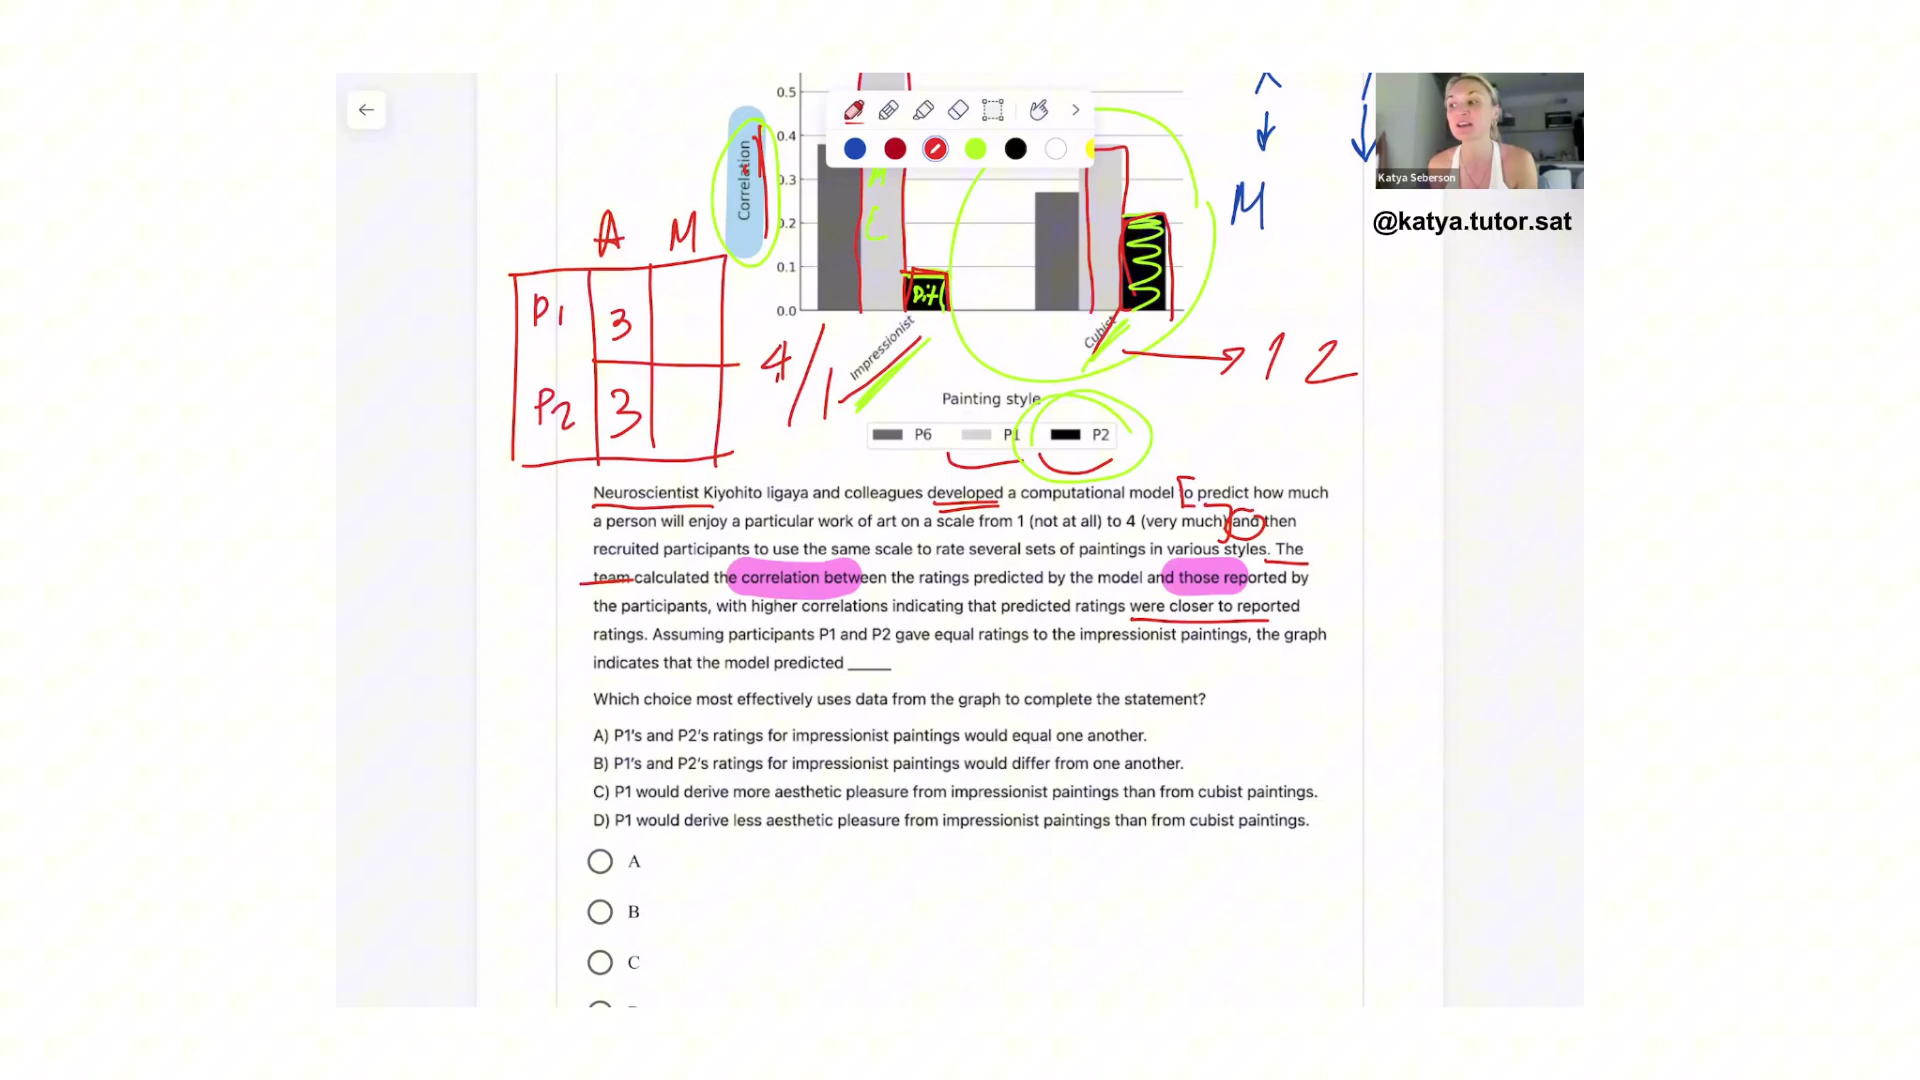 0.5
0.4
0.3
0.2
0.1
0.0
Correlation
Impressionist
Cubist
Painting style
P6 P1 P2
A M
P1 3
P2 3
4/1
1 2
M
Katya Seberson
@katya.tutor.sat
Neuroscientist Kiyohito Iigaya and colleagues developed a computational model to predict how much
a person will enjoy a particular work of art on a scale from 1 (not at all) to 4 (very much) and then
recruited participants to use the same scale to rate several sets of paintings in various styles. The
team calculated the correlation between the ratings predicted by the model and those reported by
the participants, with higher correlations indicating that predicted ratings were closer to reported
ratings. Assuming participants P1 and P2 gave equal ratings to the impressionist paintings, the graph
indicates that the model predicted _____
Which choice most effectively uses data from the graph to complete the statement?
A) P1's and P2's ratings for impressionist paintings would equal one another.
B) P1's and P2's ratings for impressionist paintings would differ from one another.
C) P1 would derive more aesthetic pleasure from impressionist paintings than from cubist paintings.
D) P1 would derive less aesthetic pleasure from impressionist paintings than from cubist paintings.
A
B
C